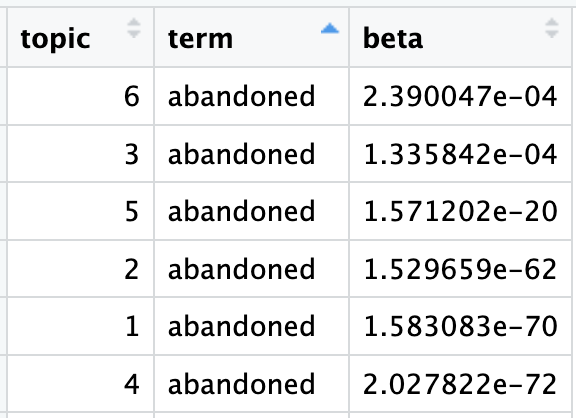 topic term beta
6 abandoned 2.390047e−04
3 abandoned 1.335842e−04
5 abandoned 1.571202e−20
2 abandoned 1.529659e−62
1 abandoned 1.583083e−70
4 abandoned 2.027822e−72